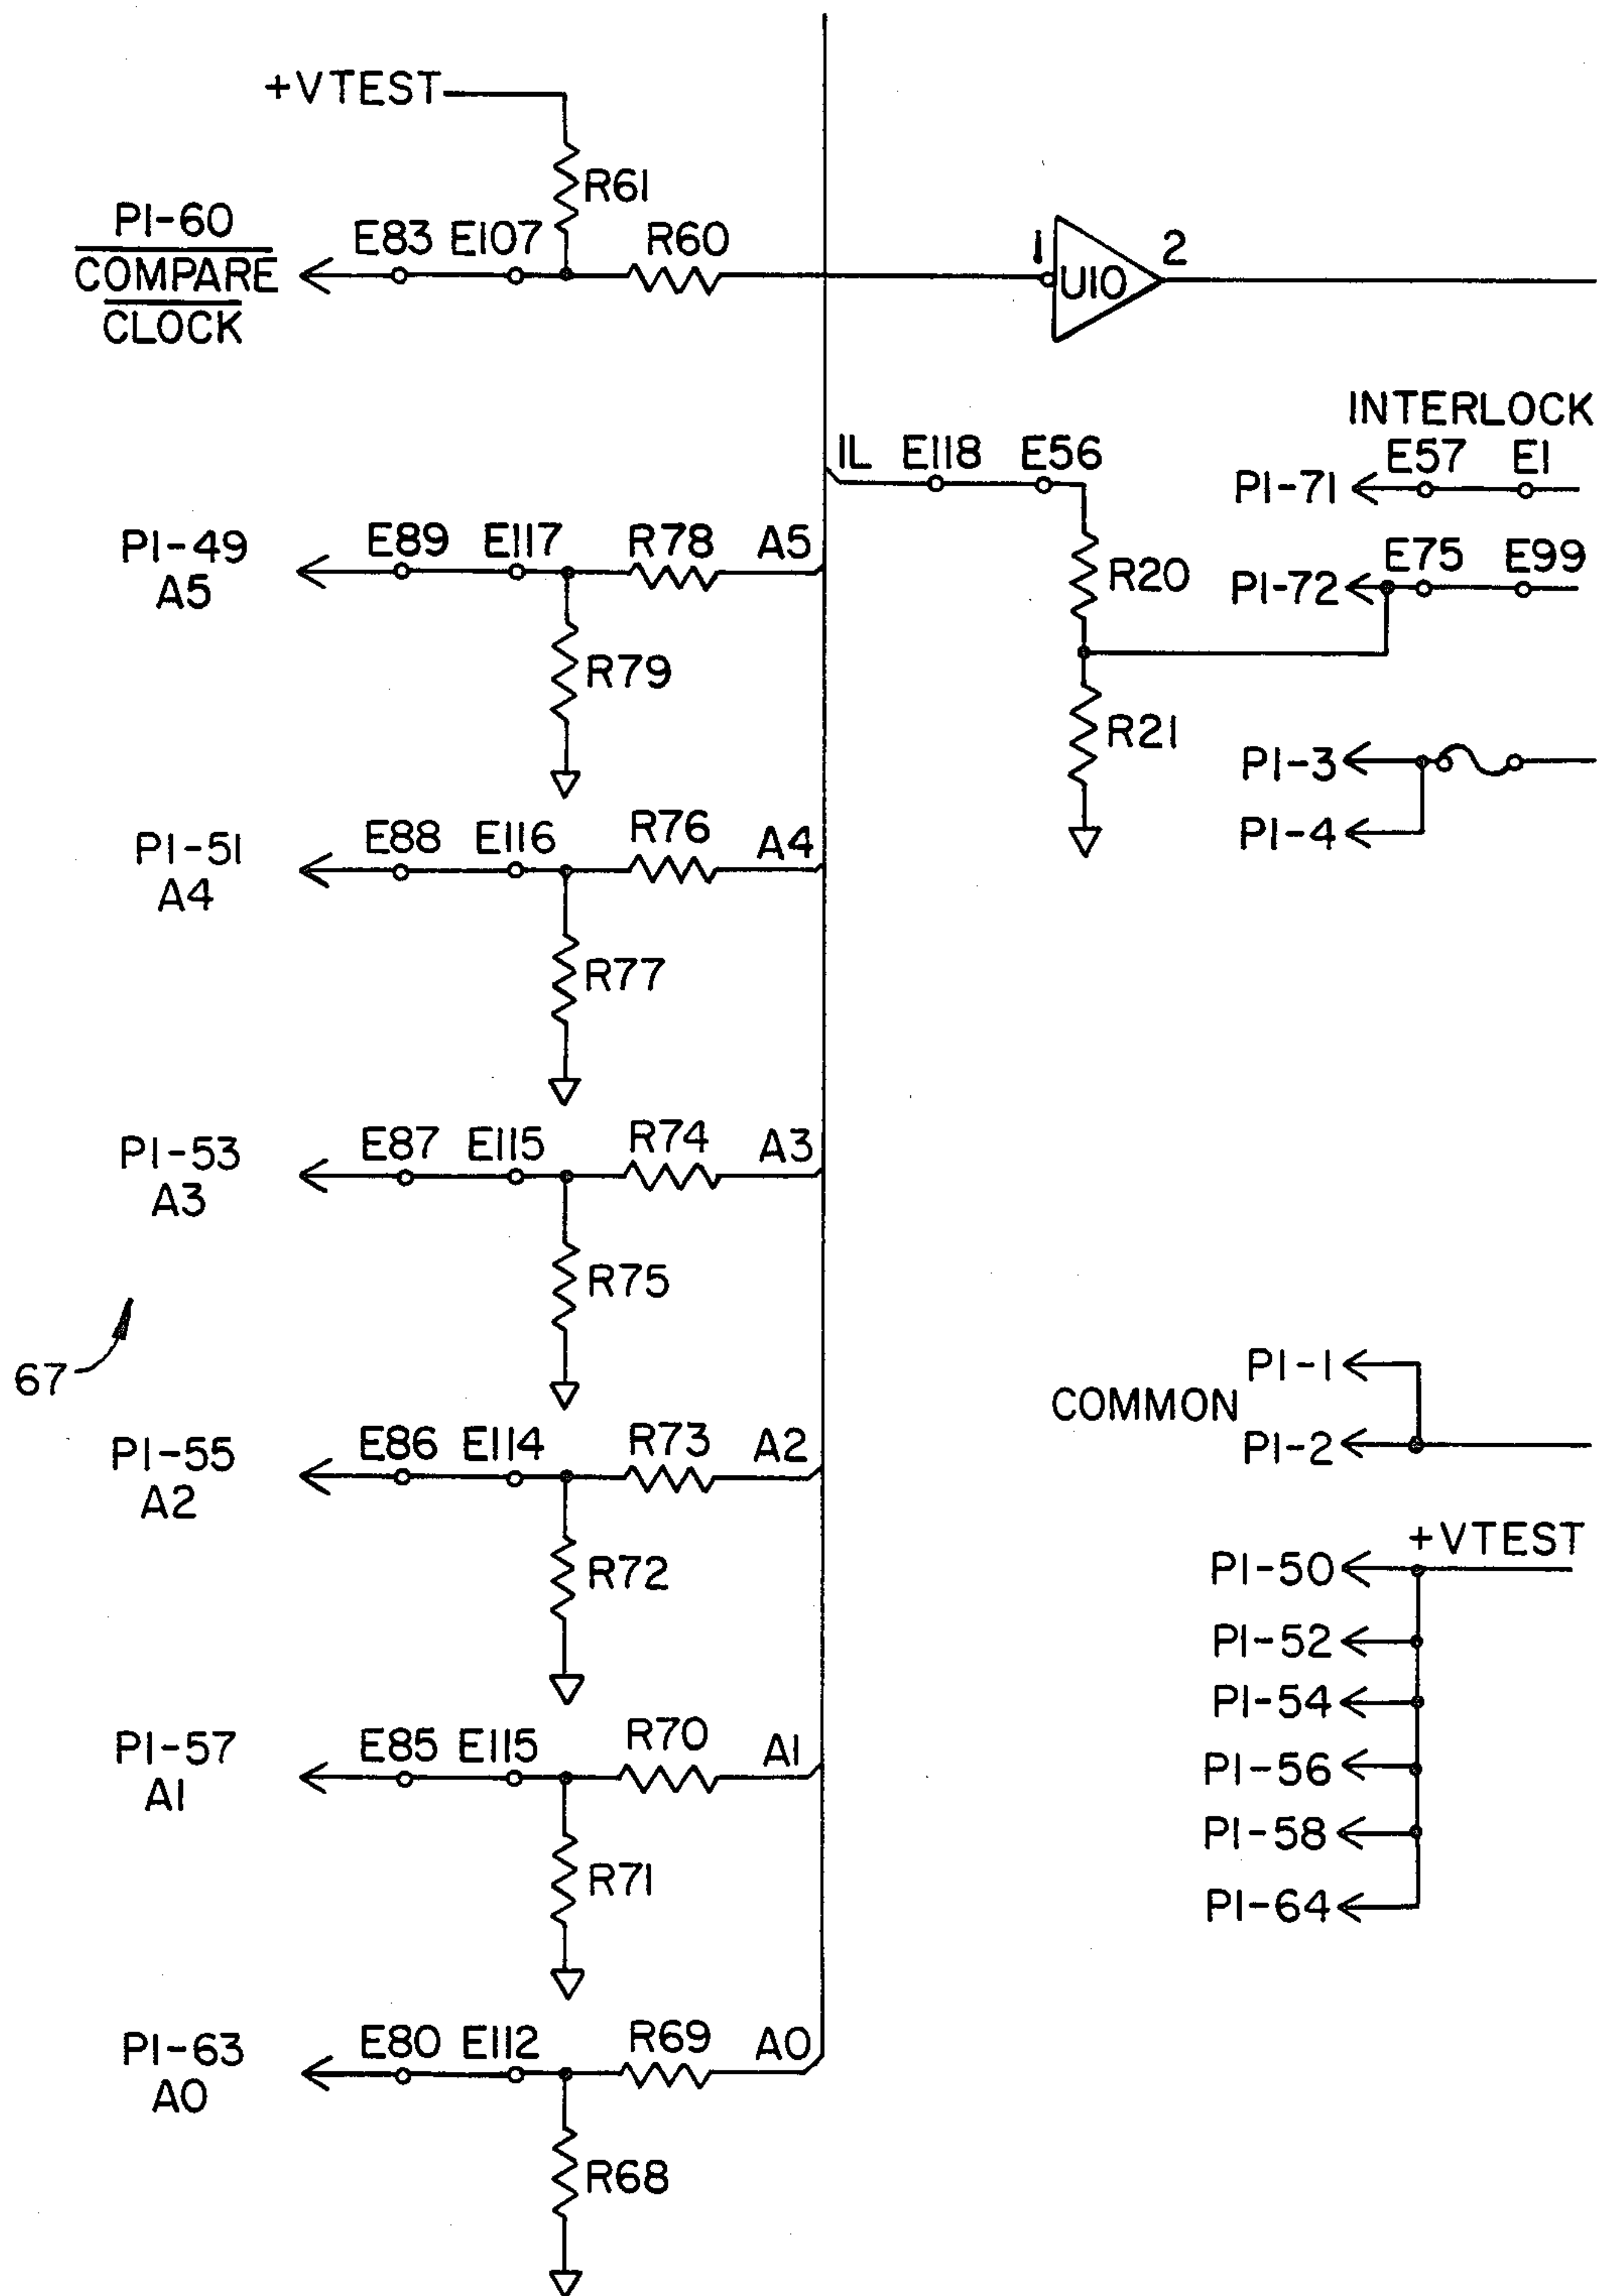 +VTEST
R61
P1-60
COMPARE
CLOCK
E83 E107 R60
1 U10 2
INTERLOCK
IL E118 E56
P1-71 E57 E1
P1-49
A5
E89 E117 R78 A5
R79
R20
R21
P1-72 E75 E99
P1-3
P1-4
P1-51
A4
E88 E116 R76 A4
R77
P1-53
A3
E87 E115 R74 A3
R75
67
P1-55
A2
E86 E114 R73 A2
R72
COMMON
P1-1
P1-2
+VTEST
P1-50
P1-52
P1-54
P1-56
P1-58
P1-64
P1-57
A1
E85 E115 R70 A1
R71
P1-63
A0
E80 E112 R69 A0
R68